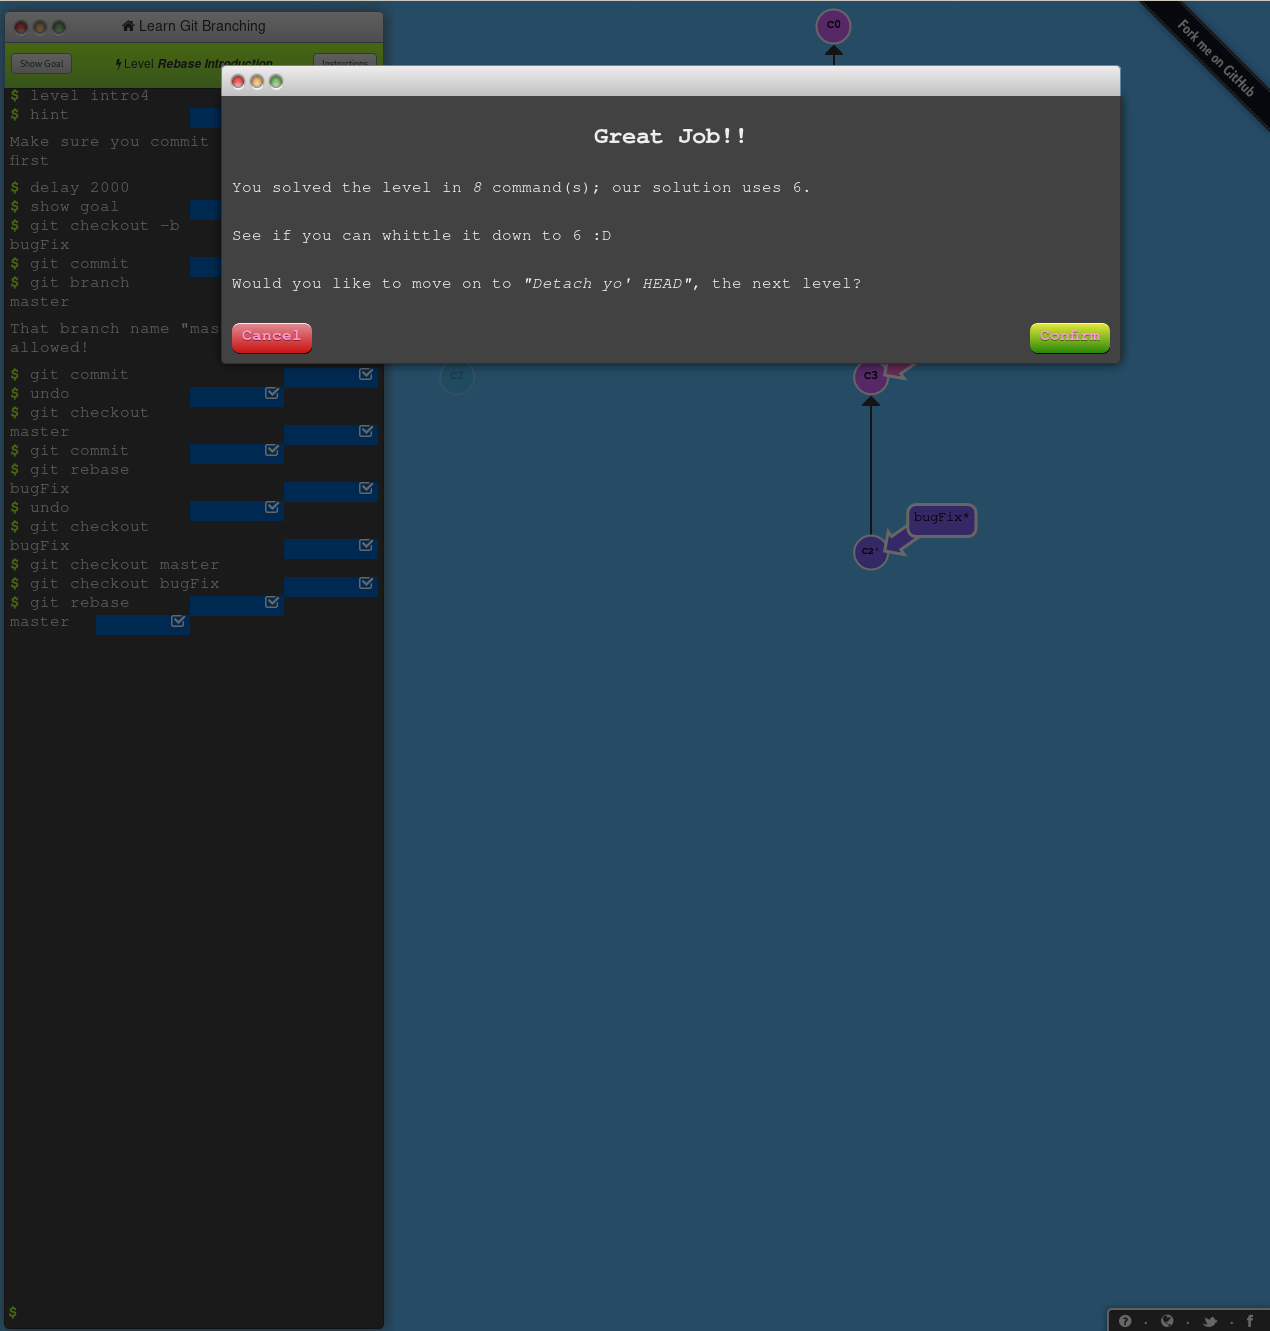 Learn Git Branching
Show Goal
Level Rebase Introduction
Instructions
$ level intro4
$ hint
Make sure you commit
first
$ delay 2000
$ show goal
$ git checkout -b
bugFix
$ git commit
$ git branch
master
That branch name "mas
allowed!
$ git commit
$ undo
$ git checkout
master
$ git commit
$ git rebase
bugFix
$ undo
$ git checkout
bugFix
$ git checkout master
$ git checkout bugFix
$ git rebase
master
$
Great Job!!
You solved the level in 8 command(s); our solution uses 6.
See if you can whittle it down to 6 :D
Would you like to move on to "Detach yo' HEAD", the next level?
Cancel
Confirm
C0
Fork me on GitHub
C2
C3
bugFix*
C2'